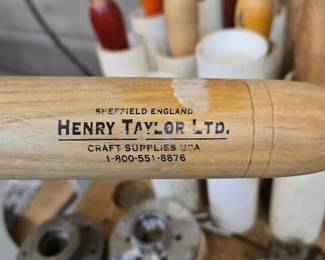 SHEFFIELD ENGLAND
HENRY TAYLOR LTD.
CRAFT SUPPLIES USA
1-800-551-8876